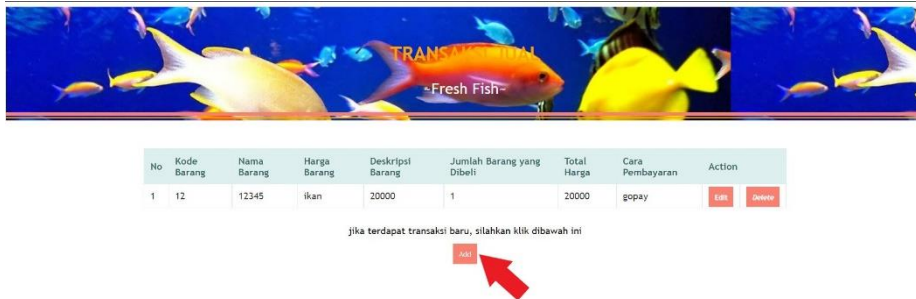 TRANSAKSI JUAL
~Fresh Fish~
No Kode Barang Nama Barang Harga Barang Deskripsi Barang Jumlah Barang yang Dibeli Total Harga Cara Pembayaran Action
1 12 12345 ikan 20000 1 20000 gopay Edit Delete
jika terdapat transaksi baru, silahkan klik dibawah ini
Add